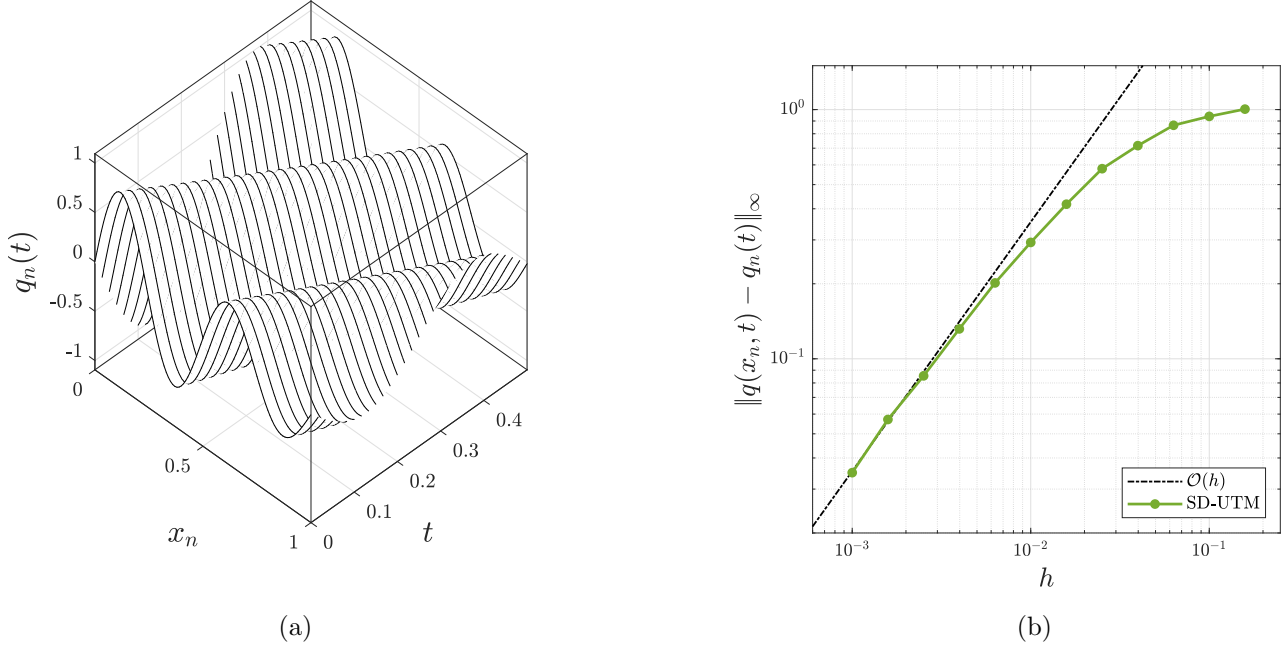 1
0.5
0
-0.5
-1
q_n(t)
0
0.5
1
x_n
0
0.1
0.2
0.3
0.4
t
(a)
10^0
10^{-1}
‖q(x_n, t) − q_n(t)‖_∞
O(h)
SD-UTM
10^{-3}
10^{-2}
10^{-1}
h
(b)